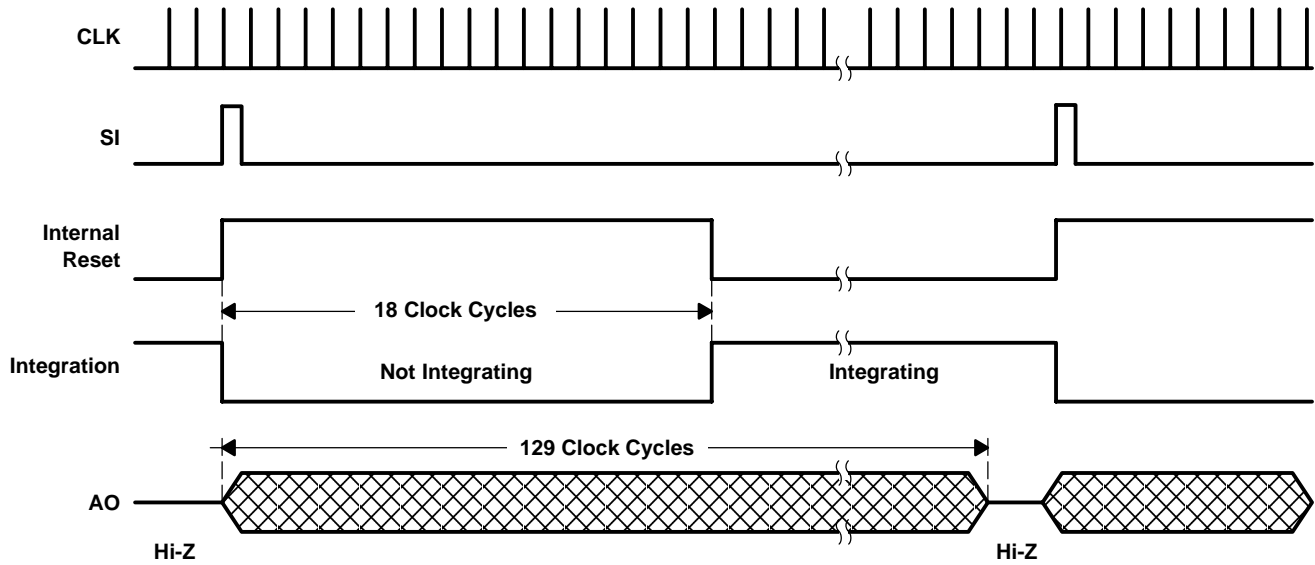 CLK
SI
Internal
Reset
18 Clock Cycles
Integration
Not Integrating
Integrating
129 Clock Cycles
AO
Hi-Z
Hi-Z